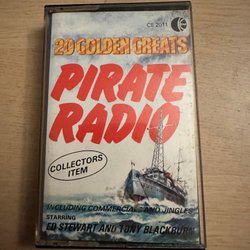 CE 2011
20 GOLDEN GREATS
PIRATE
RADIO
COLLECTORS
ITEM
INCLUDING COMMERCIALS AND JINGLES
STARRING
ED STEWART AND TONY BLACKBURN